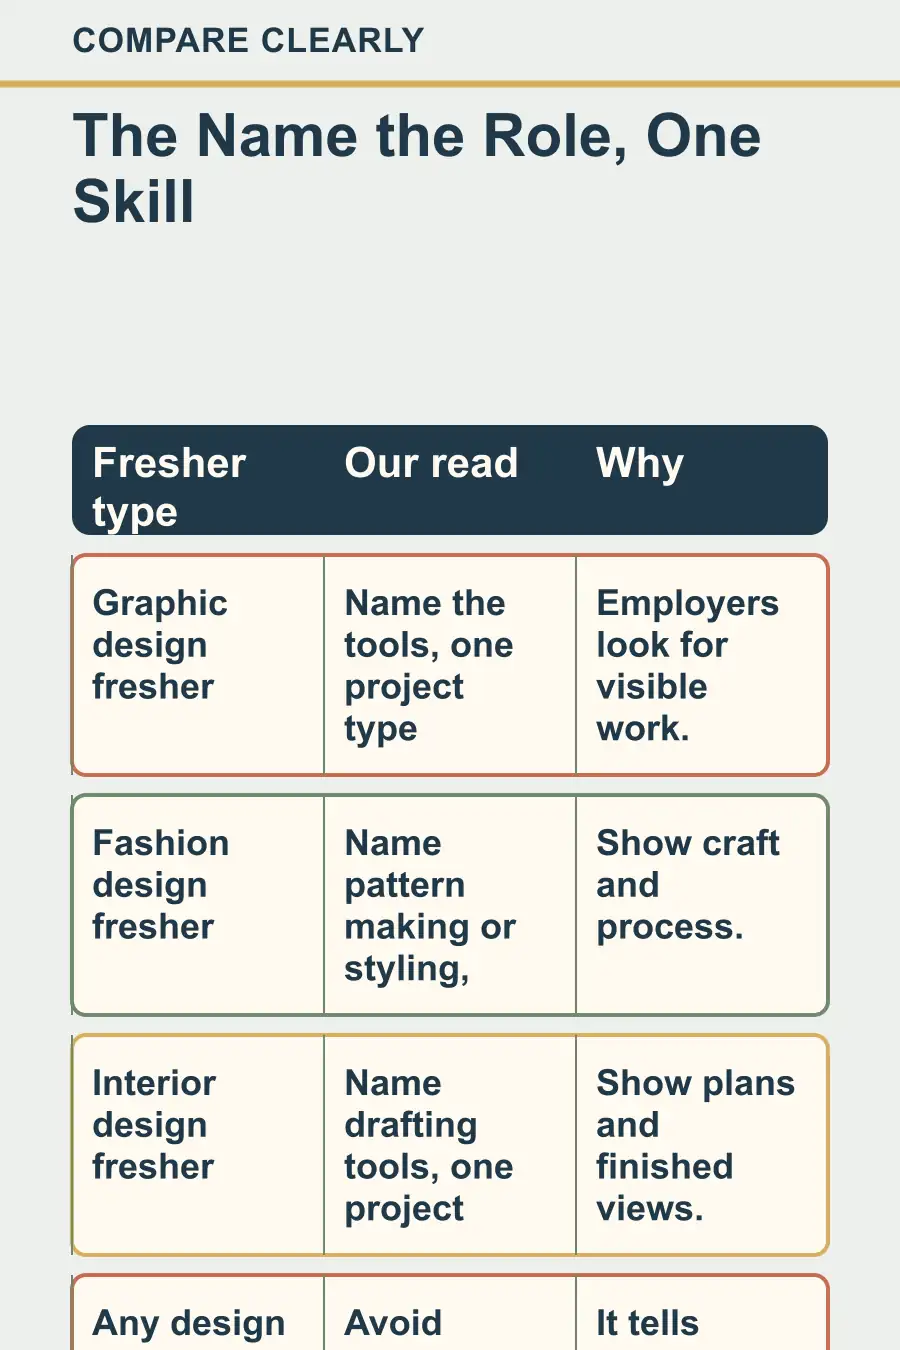 COMPARE CLEARLY
The Name the Role, One
Skill
Fresher
type
Our read
Why
Graphic
design
fresher
Name the
tools, one
project
type
Employers
look for
visible
work.
Fashion
design
fresher
Name
pattern
making or
styling,
Show craft
and
process.
Interior
design
fresher
Name
drafting
tools, one
project
Show plans
and
finished
views.
Any design
Avoid
It tells